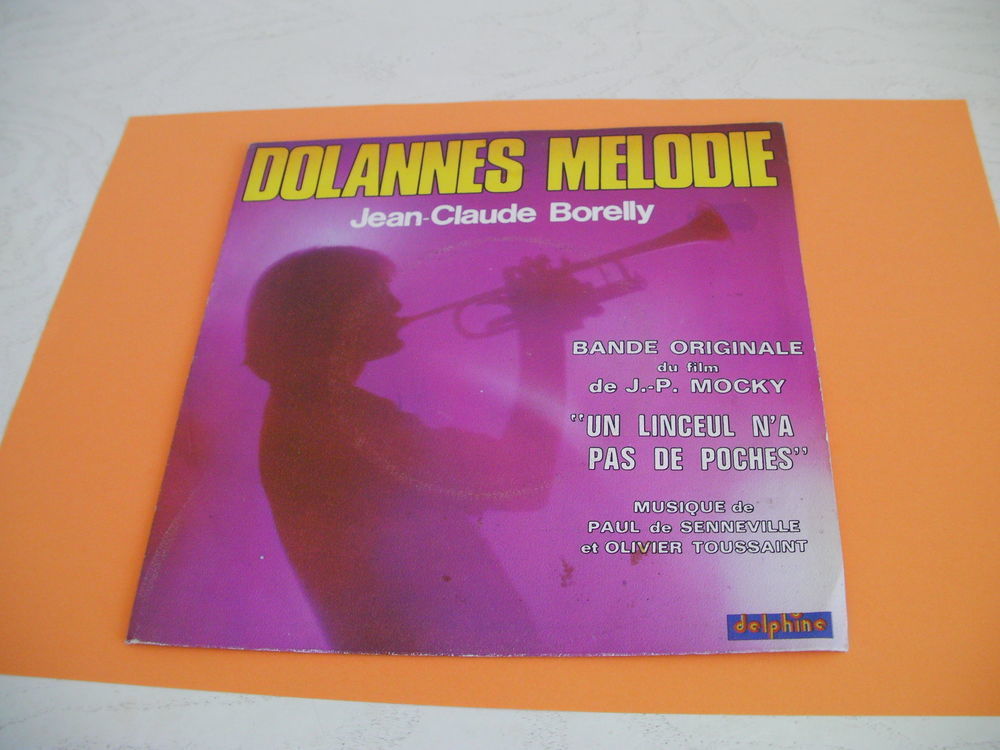 DOLANNES MELODIE
Jean-Claude Borelly
BANDE ORIGINALE
du film
de J.-P. MOCKY
"UN LINCEUL N'A
PAS DE POCHES"
MUSIQUE de
PAUL de SENNEVILLE
et OLIVIER TOUSSAINT
delphine